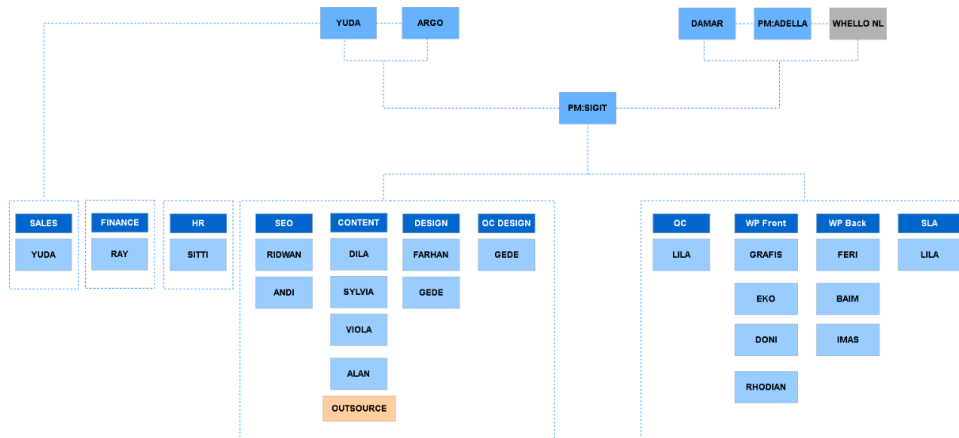 YUDA
ARGO
DAMAR
PM:ADELLA
WHELLO NL
PM:SIGIT
SALES
YUDA
FINANCE
RAY
HR
SITTI
SEO
RIDWAN
ANDI
CONTENT
DILA
SYLVIA
VIOLA
ALAN
OUTSOURCE
DESIGN
FARHAN
GEDE
QC DESIGN
GEDE
QC
LILA
WP Front
GRAFIS
EKO
DONI
RHODIAN
WP Back
FERI
BAIM
IMAS
SLA
LILA